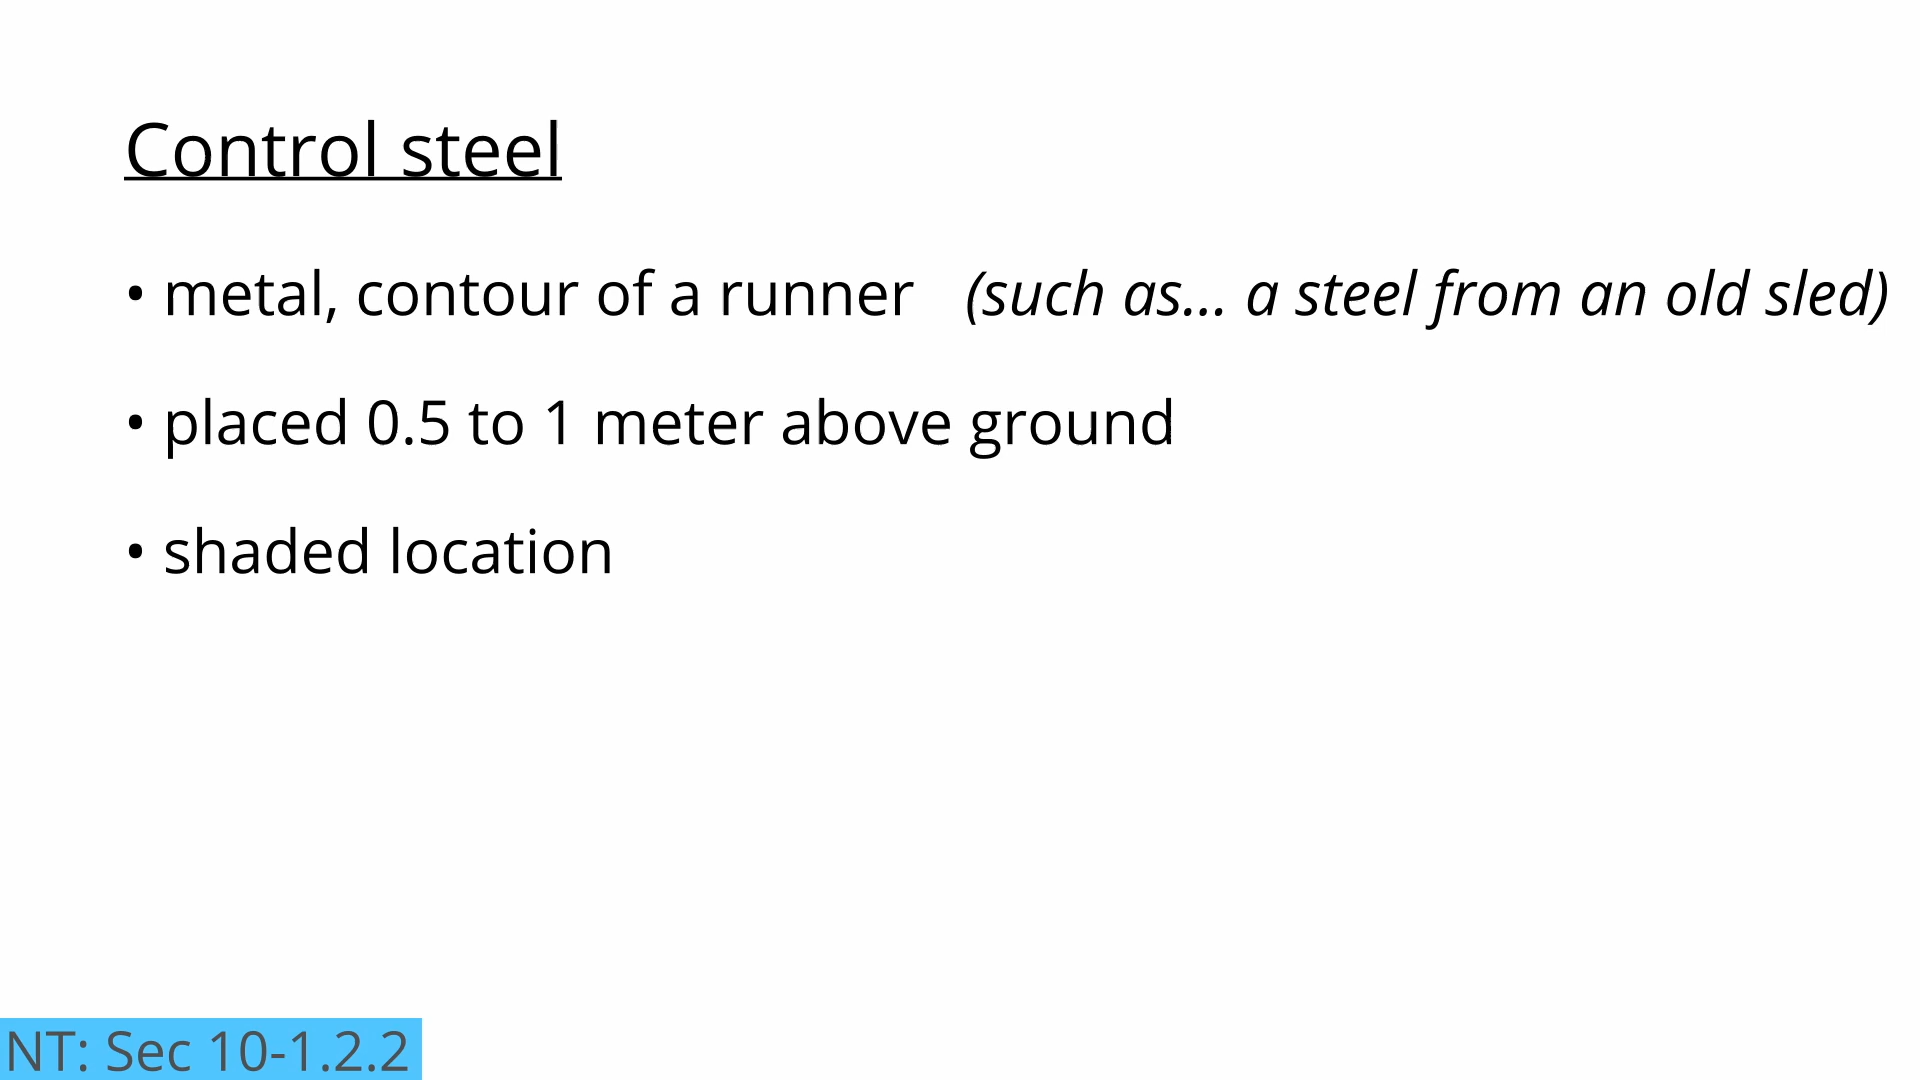 Control steel
• metal, contour of a runner (such as... a steel from an old sled)
• placed 0.5 to 1 meter above ground
• shaded location
NT: Sec 10-1.2.2